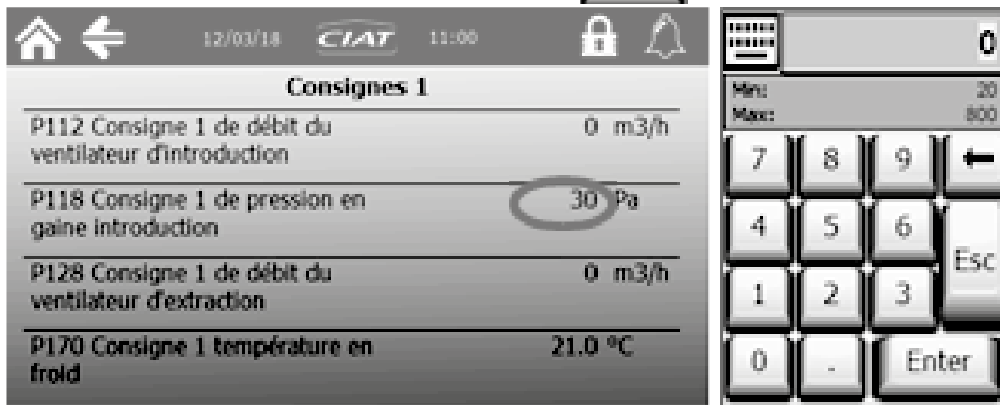 12/03/18 CIAT 11:00
Consignes 1
P112 Consigne 1 de débit du
ventilateur d'introduction
0 m3/h
P118 Consigne 1 de pression en
gaine introduction
30 Pa
P128 Consigne 1 de débit du
ventilateur d'extraction
0 m3/h
P170 Consigne 1 température en
froid
21.0 °C
0
Min: 20
Max: 800
7 8 9
4 5 6 Esc
1 2 3
0 . Enter